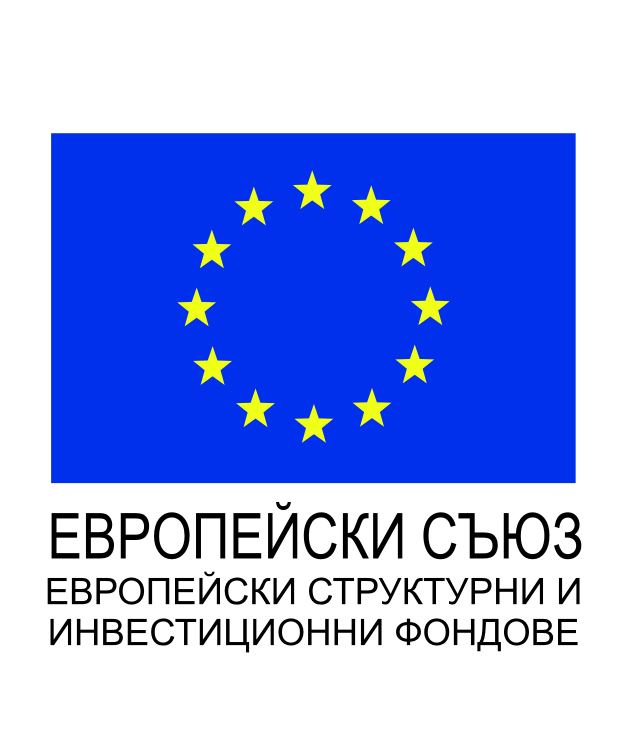 ЕВРОПЕЙСКИ СЪЮЗ
ЕВРОПЕЙСКИ СТРУКТУРНИ И
ИНВЕСТИЦИОННИ ФОНДОВЕ